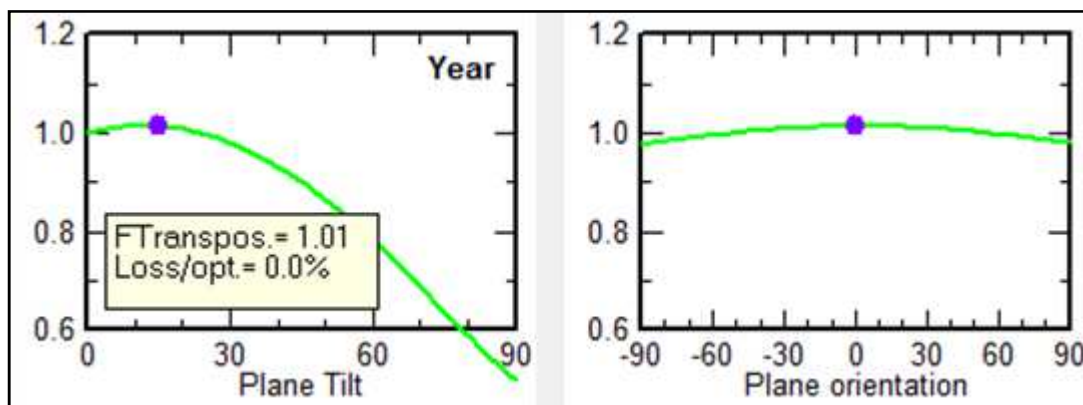 1.2
Year
1.0
0.8
FTranspos.= 1.01
Loss/opt.= 0.0%
0.6
0 30 60 90
Plane Tilt
1.2
1.0
0.8
0.6
-90 -60 -30 0 30 60 90
Plane orientation